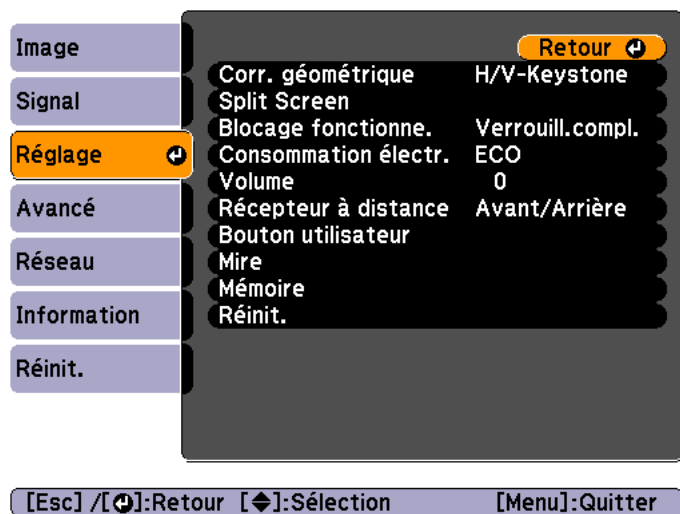 Image
Signal
Réglage
Avancé
Réseau
Information
Réinit.
Retour
Corr. géométrique H/V-Keystone
Split Screen
Blocage fonctionne. Verrouill.compl.
Consommation électr. ECO
Volume 0
Récepteur à distance Avant/Arrière
Bouton utilisateur
Mire
Mémoire
Réinit.
[Esc] /[⏎]:Retour [◆]:Sélection [Menu]:Quitter